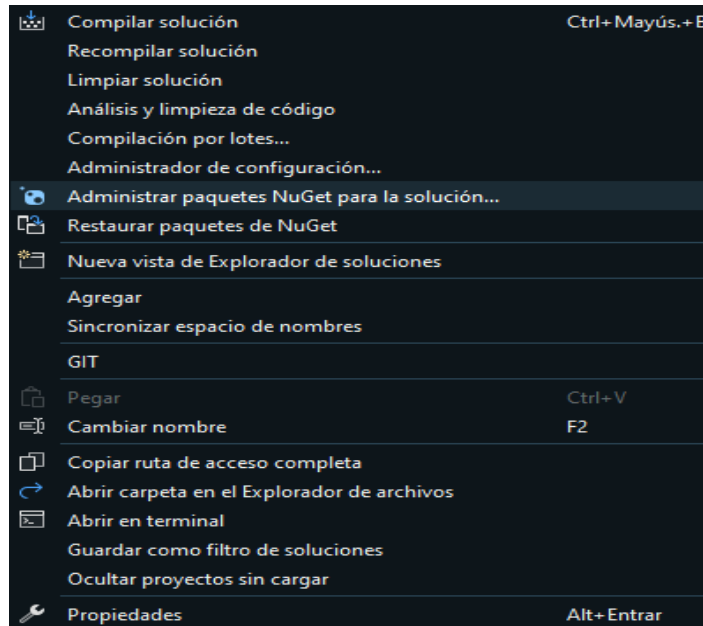 Compilar solución Ctrl+Mayús.+B
Recompilar solución
Limpiar solución
Análisis y limpieza de código
Compilación por lotes...
Administrador de configuración...
Administrar paquetes NuGet para la solución...
Restaurar paquetes de NuGet
Nueva vista de Explorador de soluciones
Agregar
Sincronizar espacio de nombres
GIT
Pegar Ctrl+V
Cambiar nombre F2
Copiar ruta de acceso completa
Abrir carpeta en el Explorador de archivos
Abrir en terminal
Guardar como filtro de soluciones
Ocultar proyectos sin cargar
Propiedades Alt+Entrar